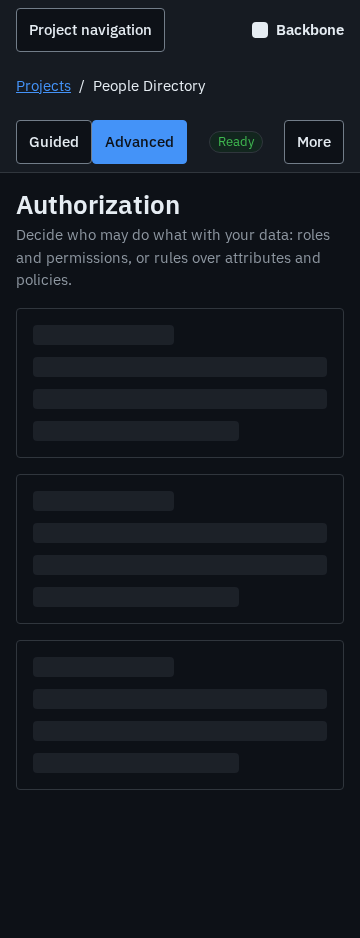 Project navigation
Backbone
Projects / People Directory
Guided
Advanced
Ready
More
Authorization
Decide who may do what with your data: roles
and permissions, or rules over attributes and
policies.